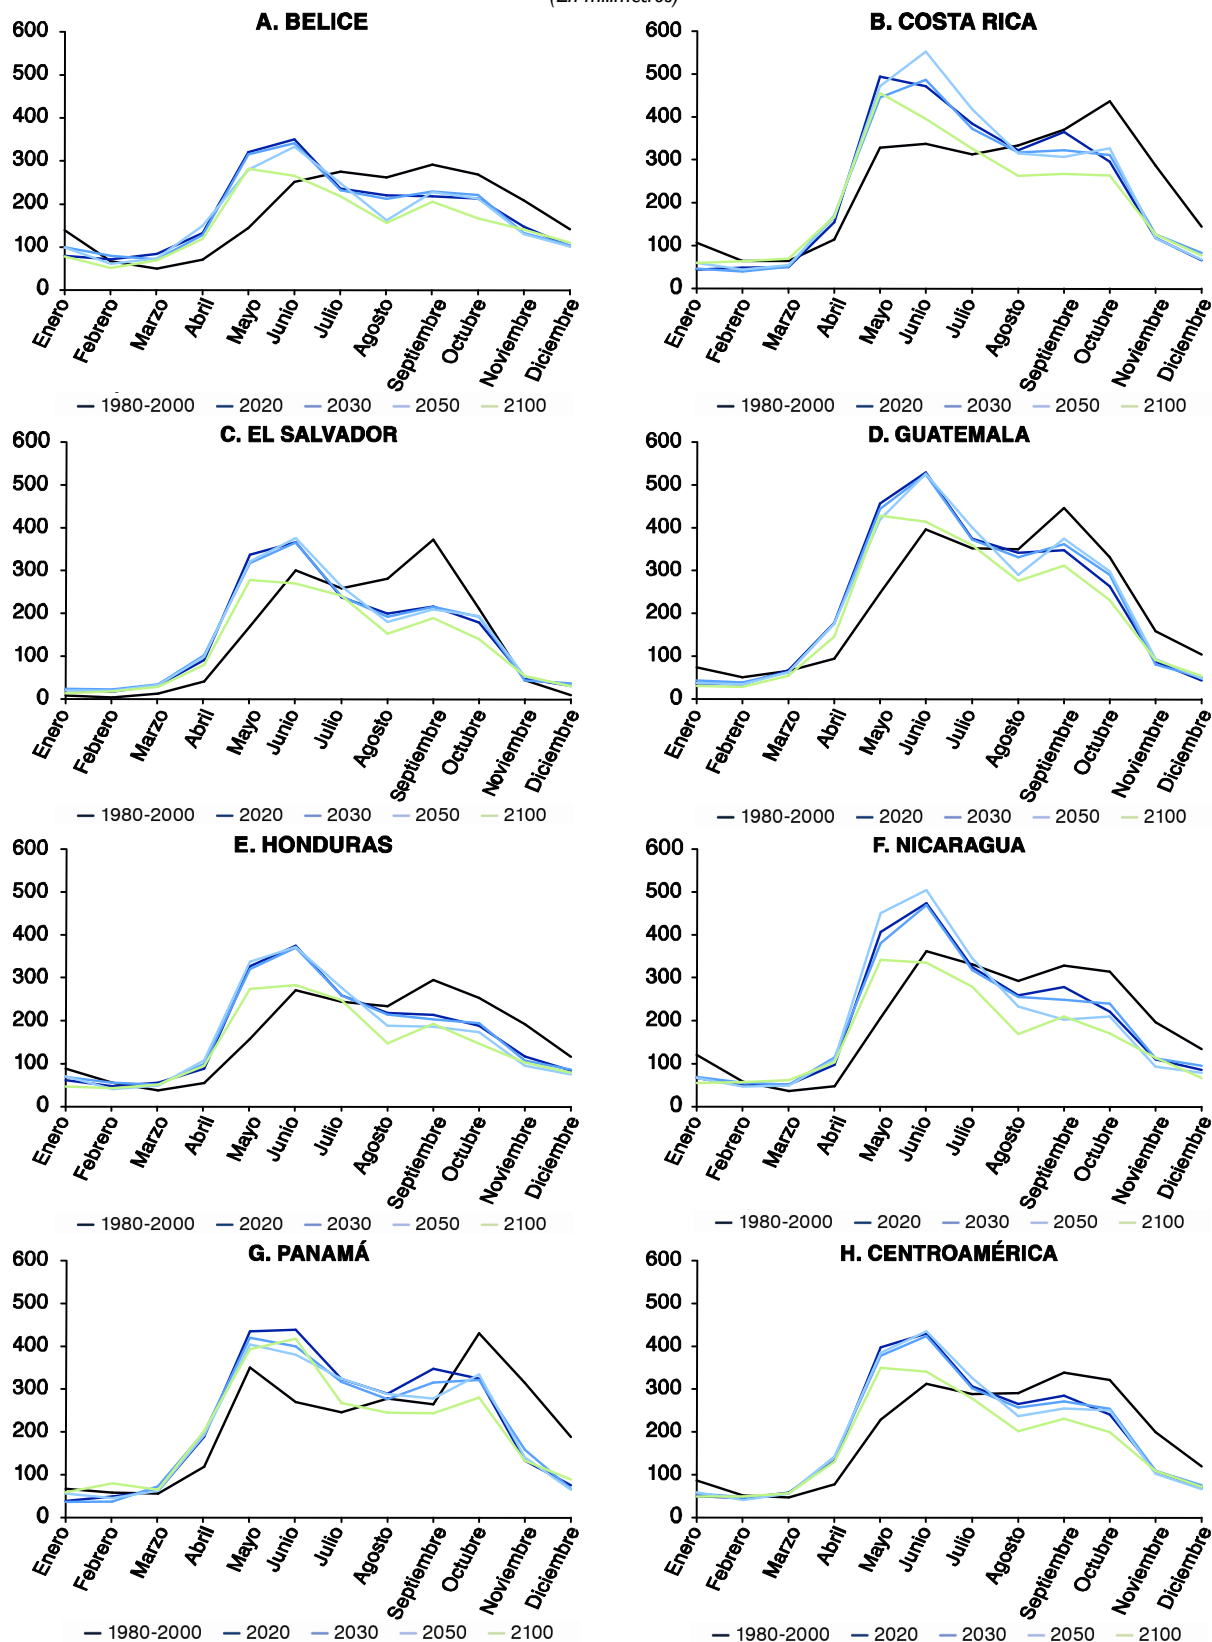 (En milímetros)
A. BELICE
600
500
400
300
200
100
0
Enero
Febrero
Marzo
Abril
Mayo
Junio
Julio
Agosto
Septiembre
Octubre
Noviembre
Diciembre
1980-2000 2020 2030 2050 2100
B. COSTA RICA
600
500
400
300
200
100
0
Enero
Febrero
Marzo
Abril
Mayo
Junio
Julio
Agosto
Septiembre
Octubre
Noviembre
Diciembre
1980-2000 2020 2030 2050 2100
C. EL SALVADOR
600
500
400
300
200
100
0
Enero
Febrero
Marzo
Abril
Mayo
Junio
Julio
Agosto
Septiembre
Octubre
Noviembre
Diciembre
1980-2000 2020 2030 2050 2100
D. GUATEMALA
600
500
400
300
200
100
0
Enero
Febrero
Marzo
Abril
Mayo
Junio
Julio
Agosto
Septiembre
Octubre
Noviembre
Diciembre
1980-2000 2020 2030 2050 2100
E. HONDURAS
600
500
400
300
200
100
0
Enero
Febrero
Marzo
Abril
Mayo
Junio
Julio
Agosto
Septiembre
Octubre
Noviembre
Diciembre
1980-2000 2020 2030 2050 2100
F. NICARAGUA
600
500
400
300
200
100
0
Enero
Febrero
Marzo
Abril
Mayo
Junio
Julio
Agosto
Septiembre
Octubre
Noviembre
Diciembre
1980-2000 2020 2030 2050 2100
G. PANAMÁ
600
500
400
300
200
100
0
Enero
Febrero
Marzo
Abril
Mayo
Junio
Julio
Agosto
Septiembre
Octubre
Noviembre
Diciembre
1980-2000 2020 2030 2050 2100
H. CENTROAMÉRICA
600
500
400
300
200
100
0
Enero
Febrero
Marzo
Abril
Mayo
Junio
Julio
Agosto
Septiembre
Octubre
Noviembre
Diciembre
1980-2000 2020 2030 2050 2100